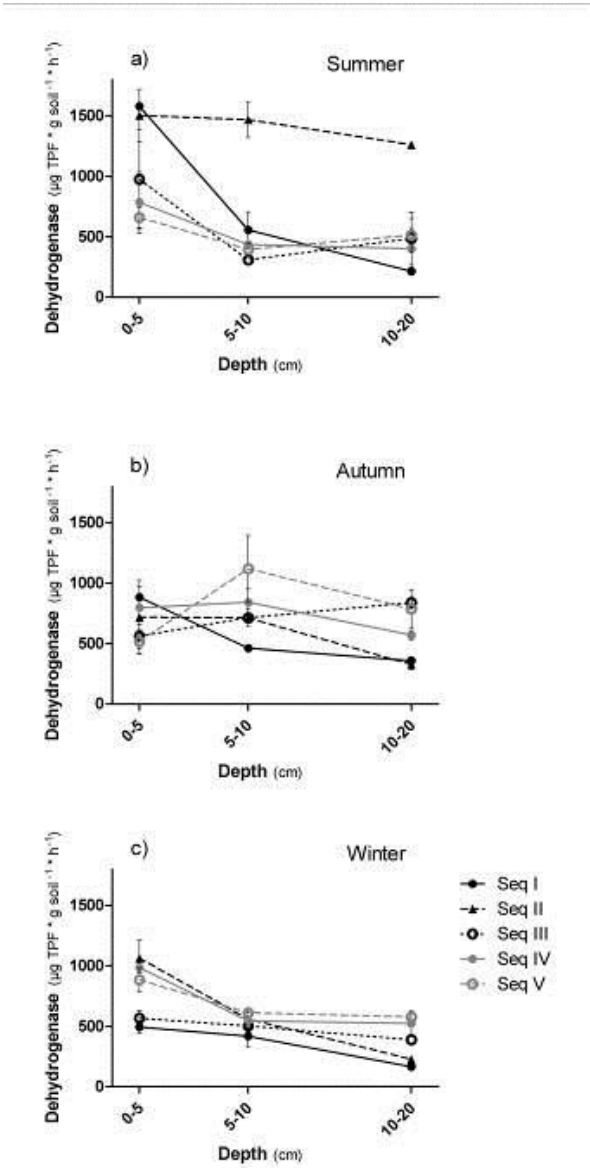 a) Summer
Dehydrogenase (µg TPF * g soil⁻¹ * h⁻¹)
1500
1000
500
0
0-5 5-10 10-20
Depth (cm)
b) Autumn
Dehydrogenase (µg TPF * g soil⁻¹ * h⁻¹)
1500
1000
500
0
0-5 5-10 10-20
Depth (cm)
c) Winter
Dehydrogenase (µg TPF * g soil⁻¹ * h⁻¹)
1500
1000
500
0
0-5 5-10 10-20
Depth (cm)
Seq I
Seq II
Seq III
Seq IV
Seq V